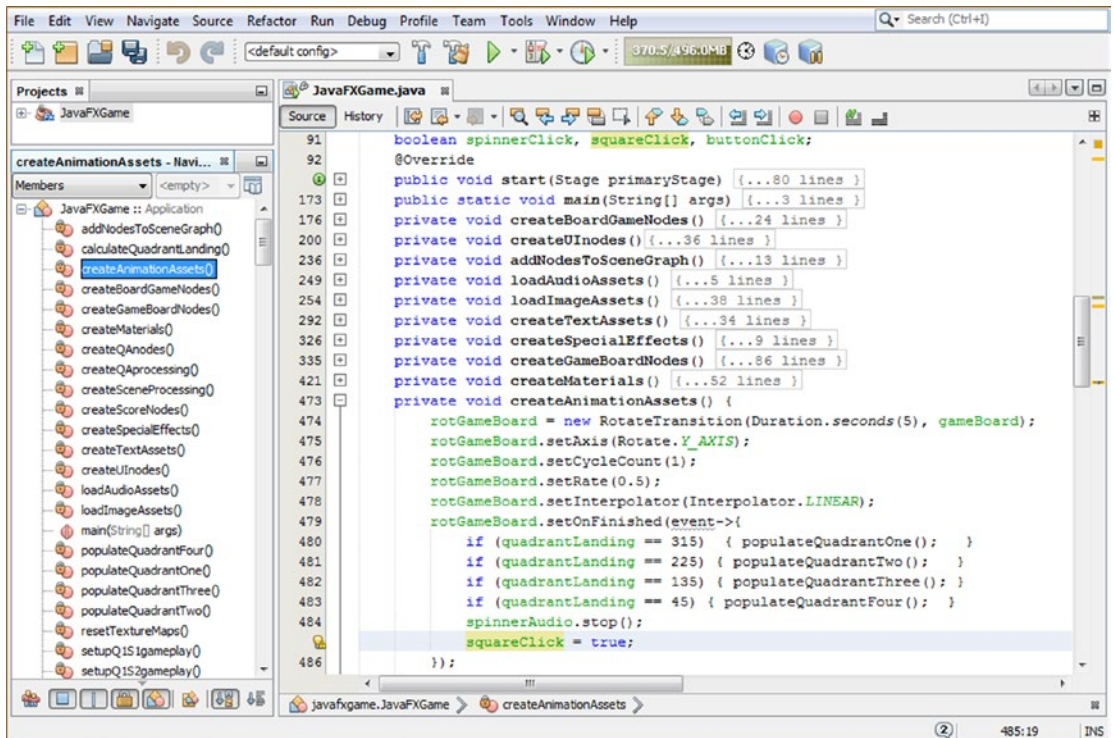 File Edit View Navigate Source Refactor Run Debug Profile Team Tools Window Help
Search (Ctrl+I)
<default config>
370.5/496.0MB
Projects
JavaFXGame
createAnimationAssets - Navi...
Members
<empty>
JavaFXGame :: Application
addNodesToSceneGraph()
calculateQuadrantLanding()
createAnimationAssets()
createBoardGameNodes()
createGameBoardNodes()
createMaterials()
createQAnodes()
createQAprocessing()
createSceneProcessing()
createScoreNodes()
createSpecialEffects()
createTextAssets()
createUInodes()
loadAudioAssets()
loadImageAssets()
main(String[] args)
populateQuadrantFour()
populateQuadrantOne()
populateQuadrantThree()
populateQuadrantTwo()
resetTextureMaps()
setupQ1S1gameplay()
setupQ1S2gameplay()
JavaFXGame.java
Source History
91 boolean spinnerClick, squareClick, buttonClick;
92 @Override
public void start(Stage primaryStage) {...80 lines }
173 public static void main(String[] args) {...3 lines }
176 private void createBoardGameNodes() {...24 lines }
200 private void createUInodes() {...36 lines }
236 private void addNodesToSceneGraph() {...13 lines }
249 private void loadAudioAssets() {...5 lines }
254 private void loadImageAssets() {...38 lines }
292 private void createTextAssets() {...34 lines }
326 private void createSpecialEffects() {...9 lines }
335 private void createGameBoardNodes() {...86 lines }
421 private void createMaterials() {...52 lines }
473 private void createAnimationAssets() {
474 rotGameBoard = new RotateTransition(Duration.seconds(5), gameBoard);
475 rotGameBoard.setAxis(Rotate.Y_AXIS);
476 rotGameBoard.setCycleCount(1);
477 rotGameBoard.setRate(0.5);
478 rotGameBoard.setInterpolator(Interpolator.LINEAR);
479 rotGameBoard.setOnFinished(event->{
480 if (quadrantLanding == 315) { populateQuadrantOne(); }
481 if (quadrantLanding == 225) { populateQuadrantTwo(); }
482 if (quadrantLanding == 135) { populateQuadrantThree(); }
483 if (quadrantLanding == 45) { populateQuadrantFour(); }
484 spinnerAudio.stop();
squareClick = true;
486 });
javafxgame.JavaFXGame
createAnimationAssets
2
485:19
INS